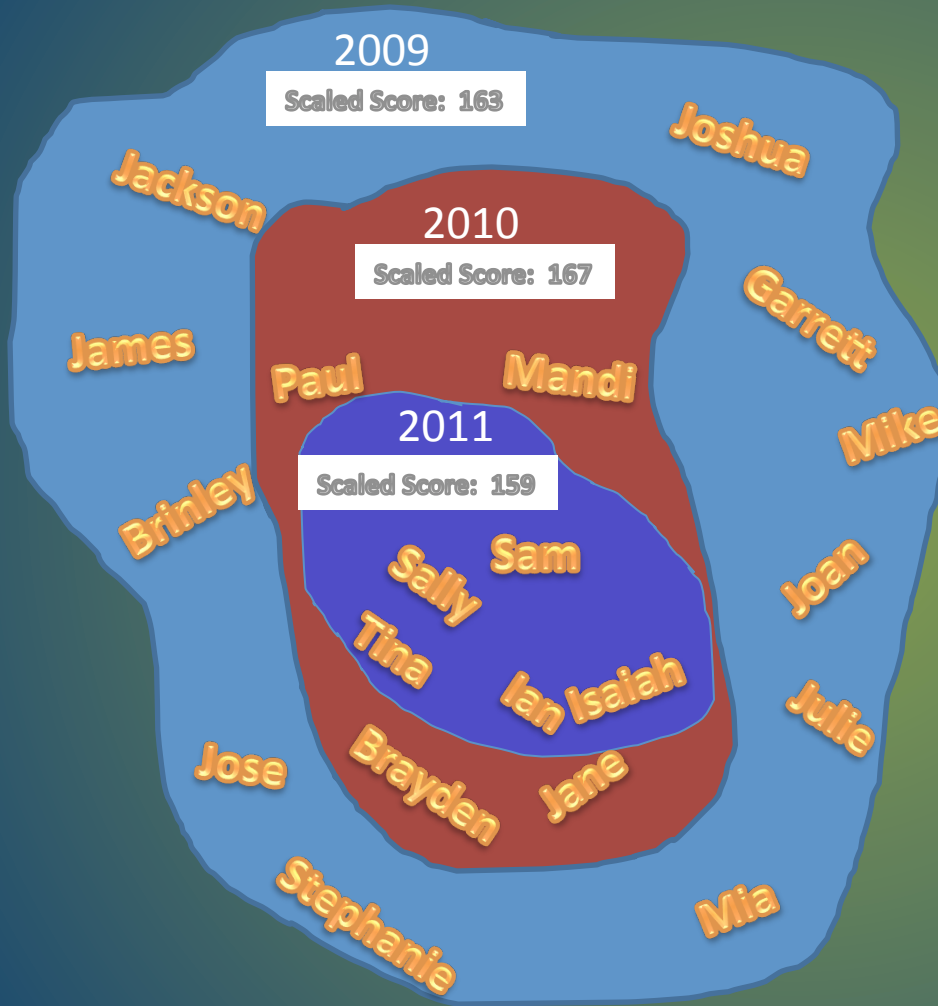 2009
Scaled Score: 163
Joshua
Jackson
2010
Scaled Score: 167
Garrett
James
Paul
Mandi
Mike
2011
Scaled Score: 159
Brinley
Sally
Sam
Joan
Tina
Ian
Isaiah
Julie
Jose
Brayden
Jane
Stephanie
Mia